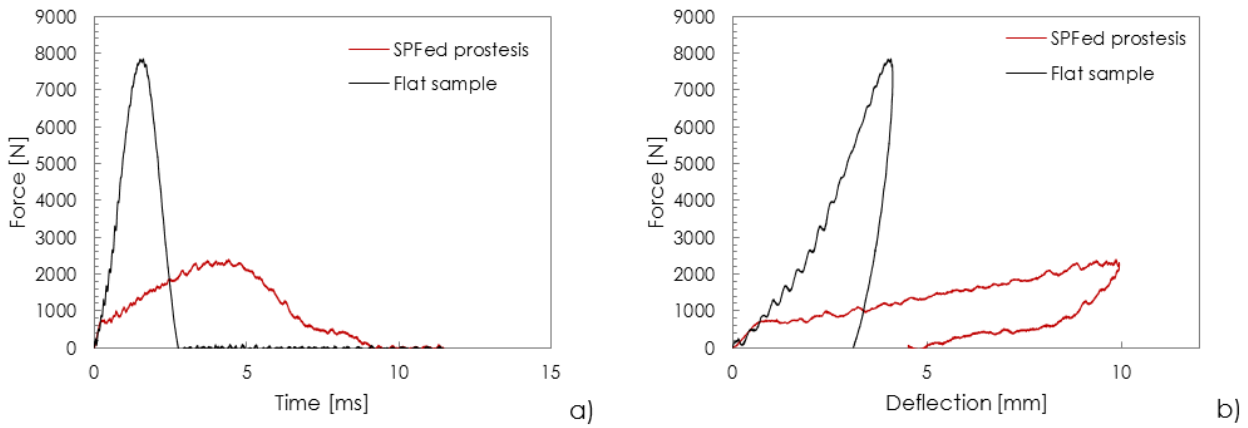 9000
8000
7000
6000
5000
4000
3000
2000
1000
0
Force [N]
SPFed prostesis
Flat sample
0 5 10 15
Time [ms]
a)
9000
8000
7000
6000
5000
4000
3000
2000
1000
0
Force [N]
SPFed prostesis
Flat sample
0 5 10
Deflection [mm]
b)